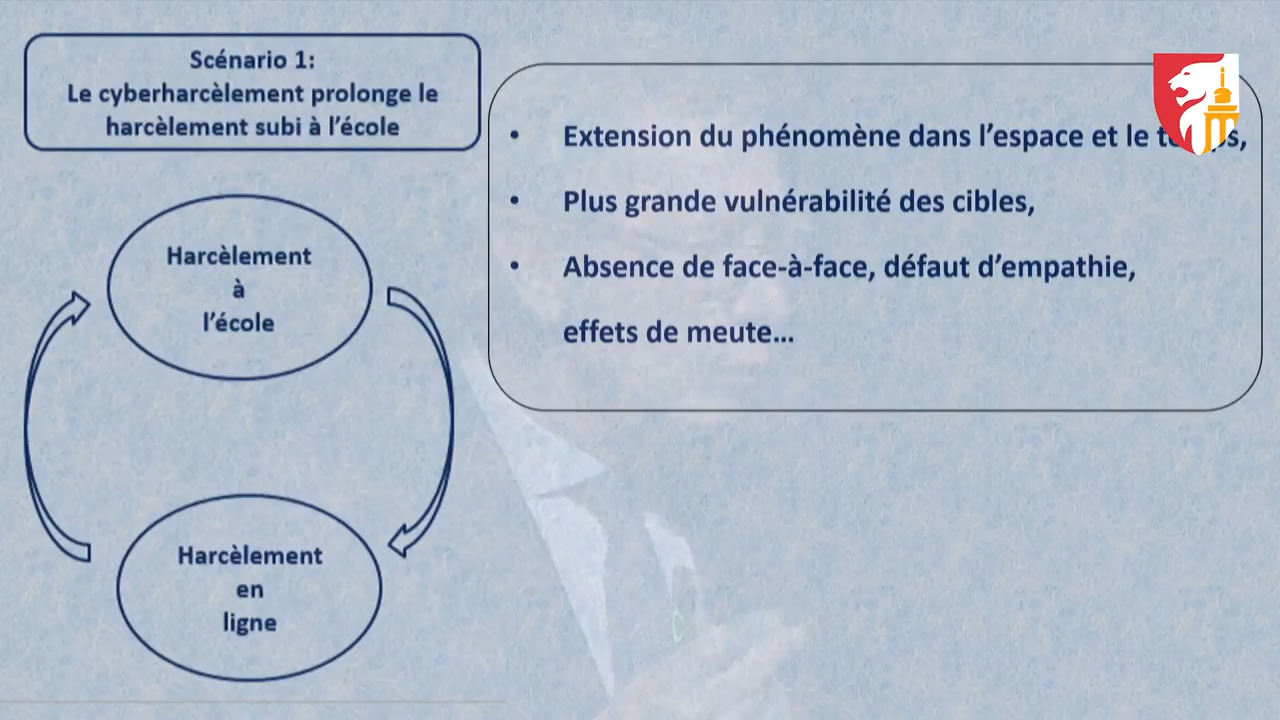 Scénario 1:
Le cyberharcèlement prolonge le
harcèlement subi à l’école
Harcèlement
à
l’école
Harcèlement
en
ligne
• Extension du phénomène dans l’espace et le
• Plus grande vulnérabilité des cibles,
• Absence de face-à-face, défaut d’empathie,
effets de meute...